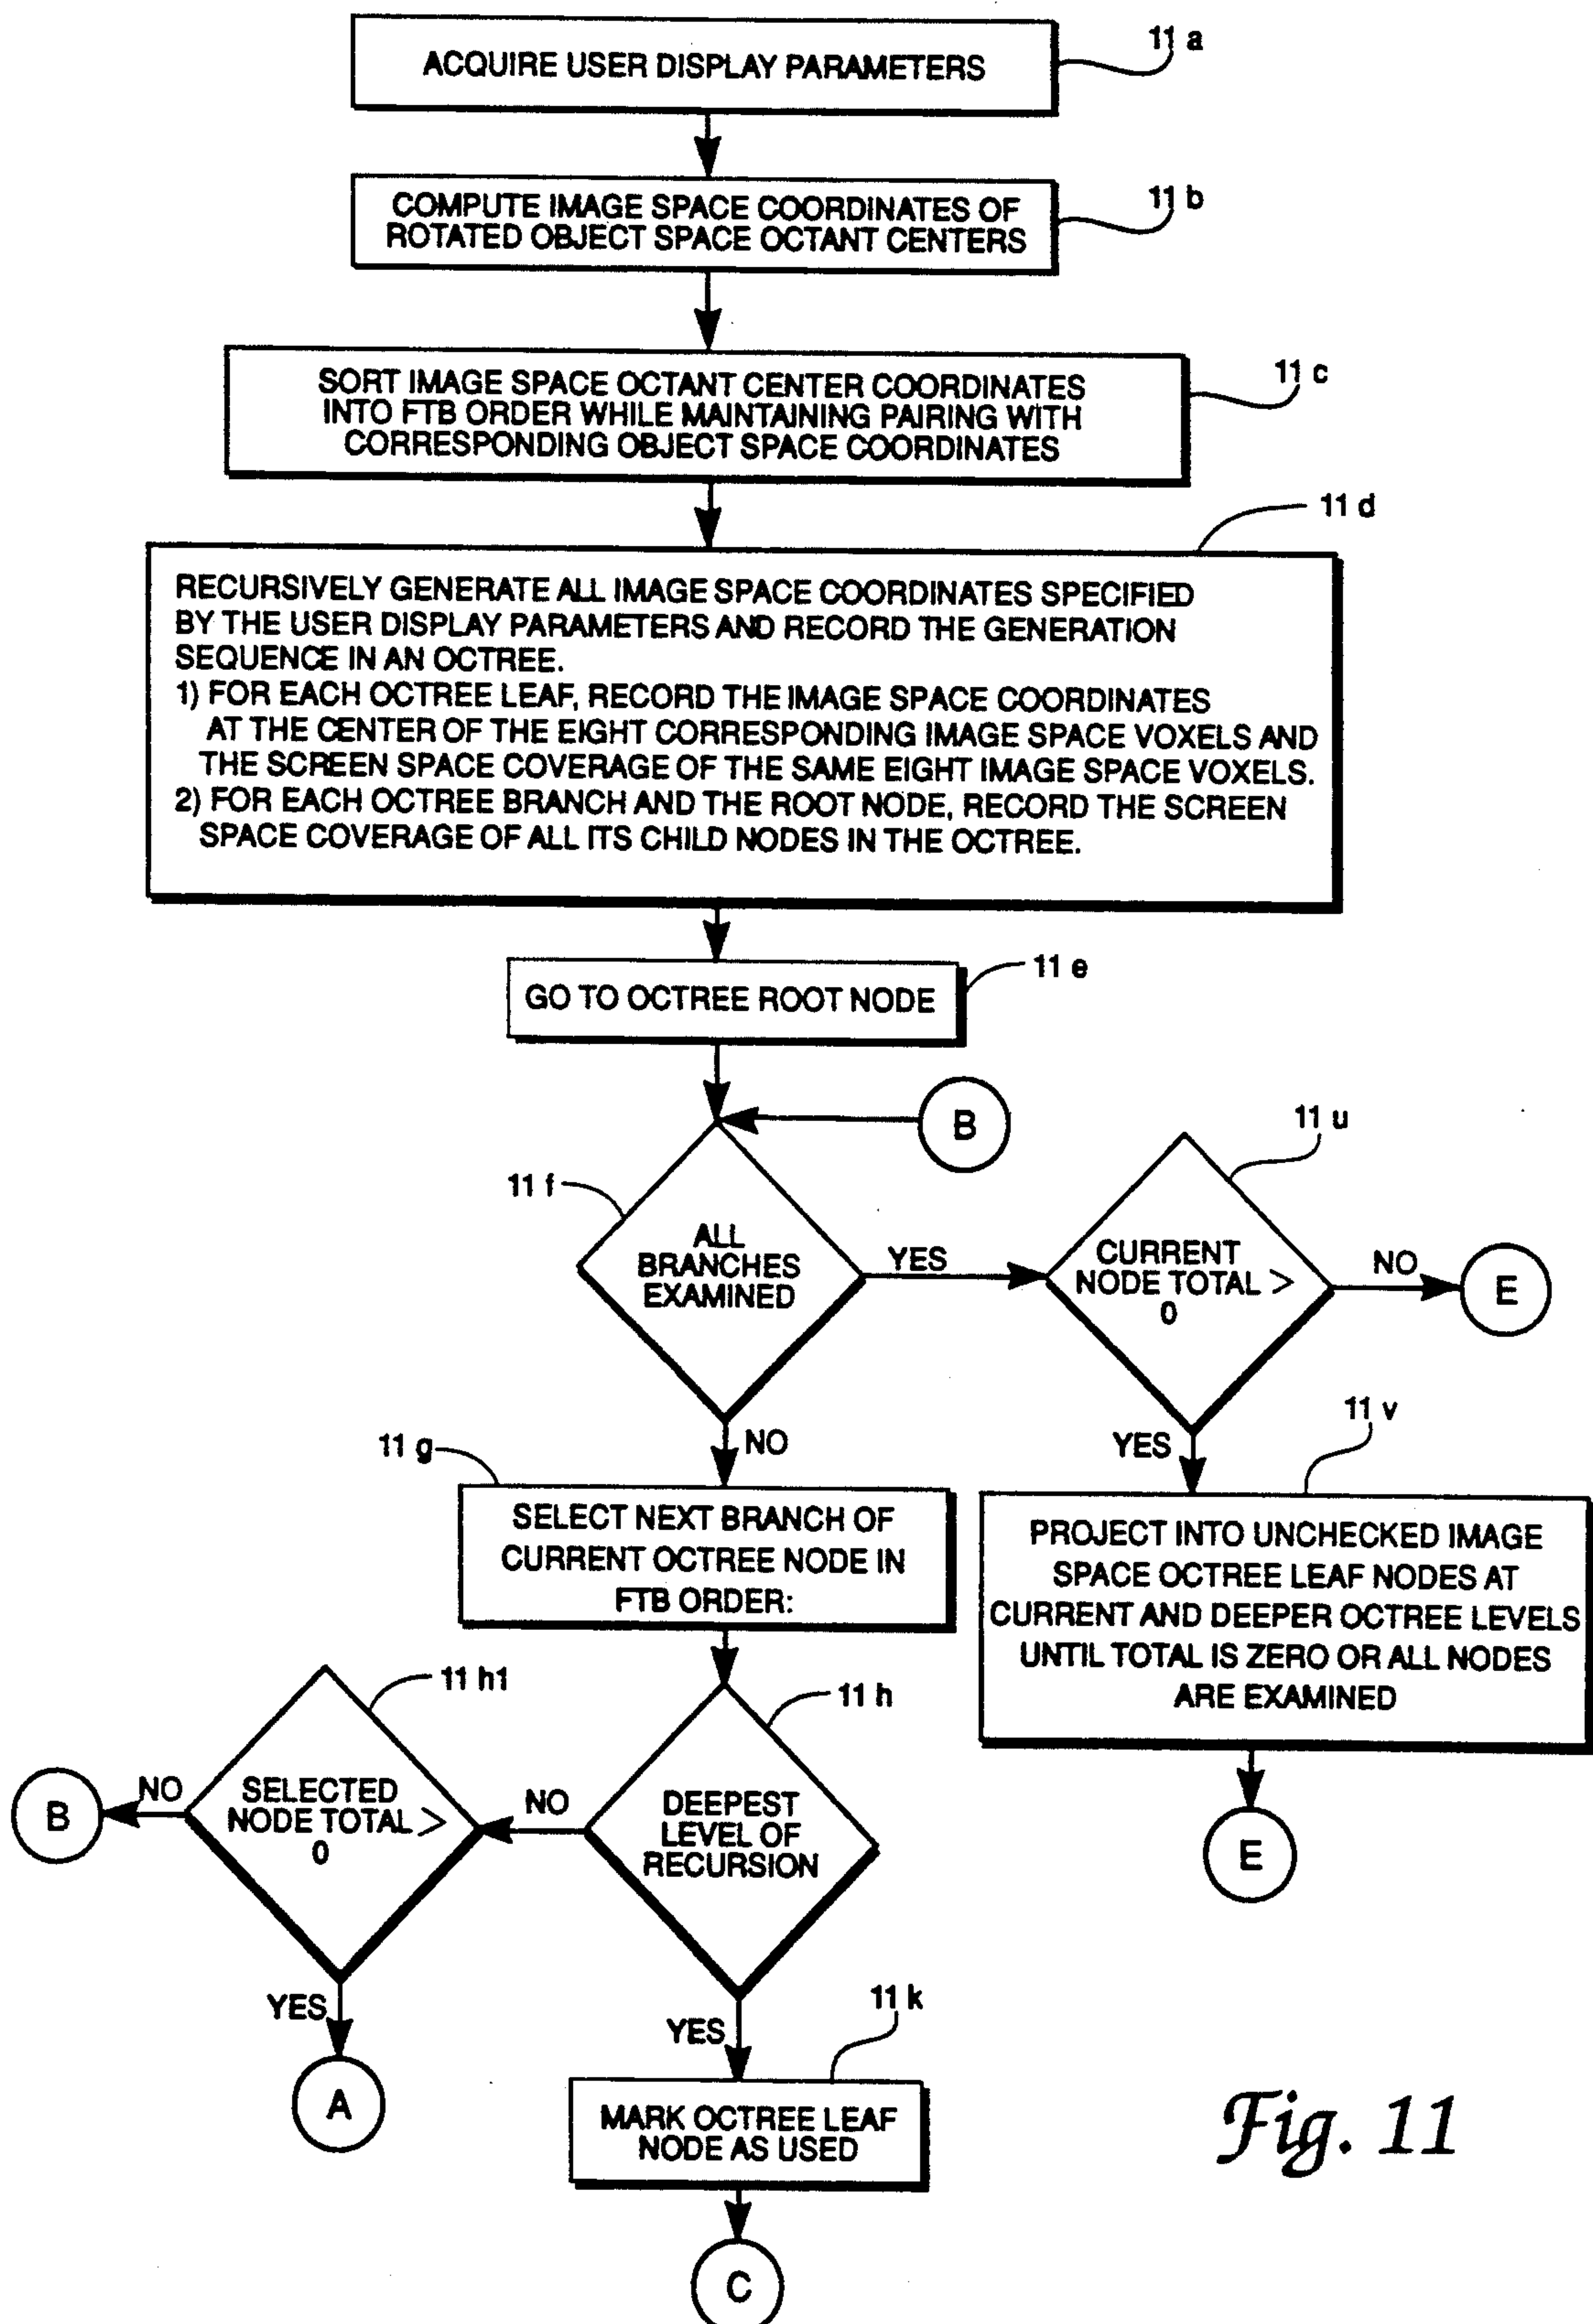 11 a
ACQUIRE USER DISPLAY PARAMETERS
11 b
COMPUTE IMAGE SPACE COORDINATES OF
ROTATED OBJECT SPACE OCTANT CENTERS
11 c
SORT IMAGE SPACE OCTANT CENTER COORDINATES
INTO FTB ORDER WHILE MAINTAINING PAIRING WITH
CORRESPONDING OBJECT SPACE COORDINATES
11 d
RECURSIVELY GENERATE ALL IMAGE SPACE COORDINATES SPECIFIED
BY THE USER DISPLAY PARAMETERS AND RECORD THE GENERATION
SEQUENCE IN AN OCTREE.
1) FOR EACH OCTREE LEAF, RECORD THE IMAGE SPACE COORDINATES
AT THE CENTER OF THE EIGHT CORRESPONDING IMAGE SPACE VOXELS AND
THE SCREEN SPACE COVERAGE OF THE SAME EIGHT IMAGE SPACE VOXELS.
2) FOR EACH OCTREE BRANCH AND THE ROOT NODE, RECORD THE SCREEN
SPACE COVERAGE OF ALL ITS CHILD NODES IN THE OCTREE.
11 e
GO TO OCTREE ROOT NODE
B
11 f
ALL
BRANCHES
EXAMINED
YES
11 u
CURRENT
NODE TOTAL >
0
NO
E
NO
YES
11 g
SELECT NEXT BRANCH OF
CURRENT OCTREE NODE IN
FTB ORDER:
11 v
PROJECT INTO UNCHECKED IMAGE
SPACE OCTREE LEAF NODES AT
CURRENT AND DEEPER OCTREE LEVELS
UNTIL TOTAL IS ZERO OR ALL NODES
ARE EXAMINED
E
11 h1
11 h
B
NO
SELECTED
NODE TOTAL >
0
NO
DEEPEST
LEVEL OF
RECURSION
YES
A
YES
11 k
MARK OCTREE LEAF
NODE AS USED
C
Fig. 11